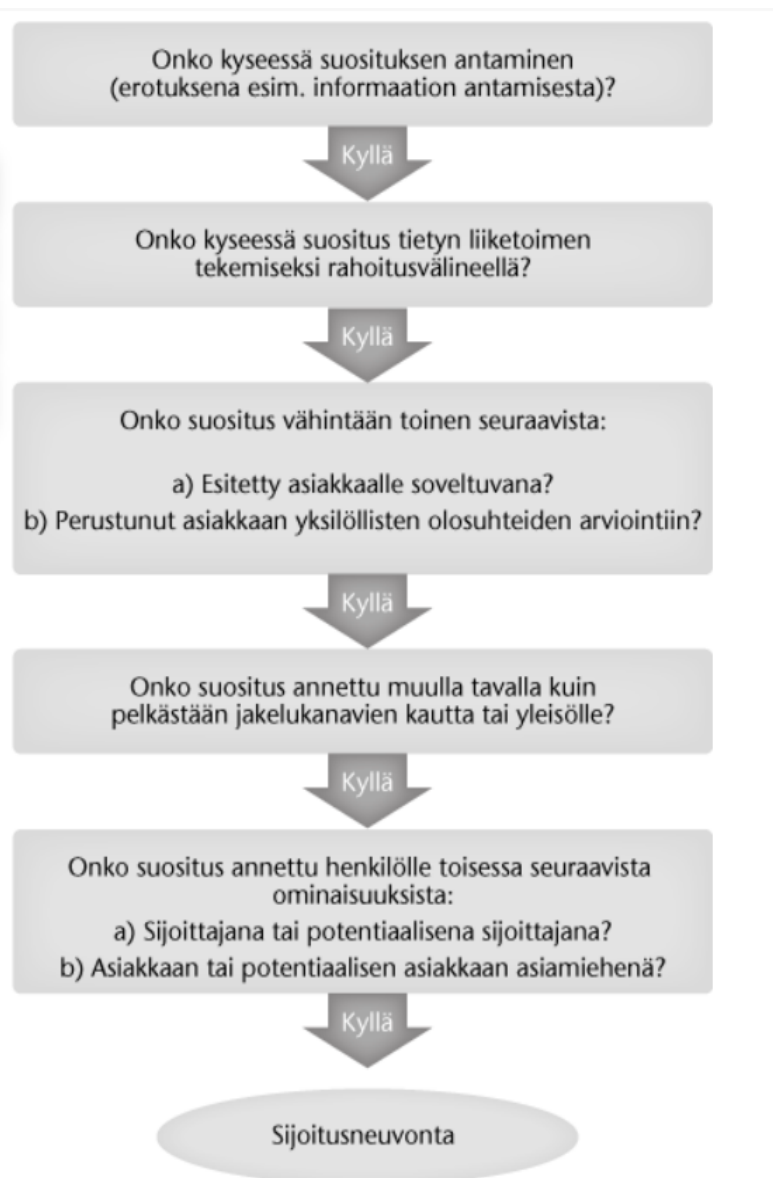 Onko kyseessä suosituksen antaminen
(erotuksena esim. informaation antamisesta)?
Kyllä
Onko kyseessä suositus tietyn liiketoimen
tekemiseksi rahoitusvälineellä?
Kyllä
Onko suositus vähintään toinen seuraavista:
a) Esitetty asiakkaalle soveltuvana?
b) Perustunut asiakkaan yksilöllisten olosuhteiden arviointiin?
Kyllä
Onko suositus annettu muulla tavalla kuin
pelkästään jakelukanavien kautta tai yleisölle?
Kyllä
Onko suositus annettu henkilölle toisessa seuraavista
ominaisuuksista:
a) Sijoittajana tai potentiaalisena sijoittajana?
b) Asiakkaan tai potentiaalisen asiakkaan asiamiehenä?
Kyllä
Sijoitusneuvonta